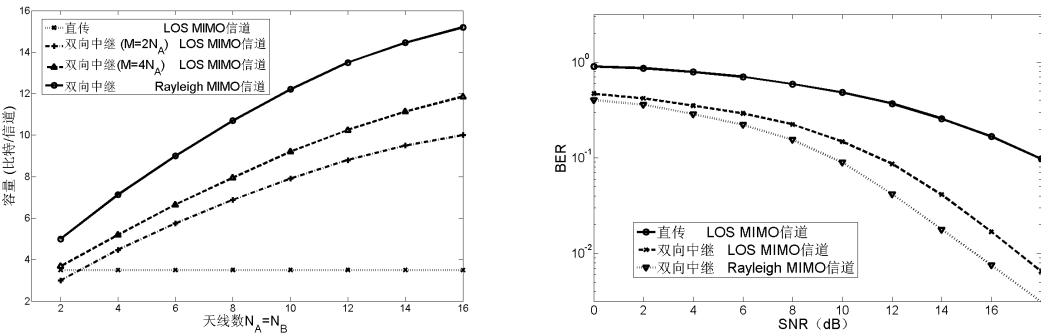 16
14
12
10
8
6
4
2
容量 (比特/信道)
直传 LOS MIMO信道
双向中继 (M=2NA) LOS MIMO信道
双向中继(M=4NA) LOS MIMO信道
双向中继 Rayleigh MIMO信道
2 4 6 8 10 12 14 16
天线数NA=NB
10^0
10^-1
10^-2
BER
直传 LOS MIMO信道
双向中继 LOS MIMO信道
双向中继 Rayleigh MIMO信道
0 2 4 6 8 10 12 14 16 18
SNR（dB)